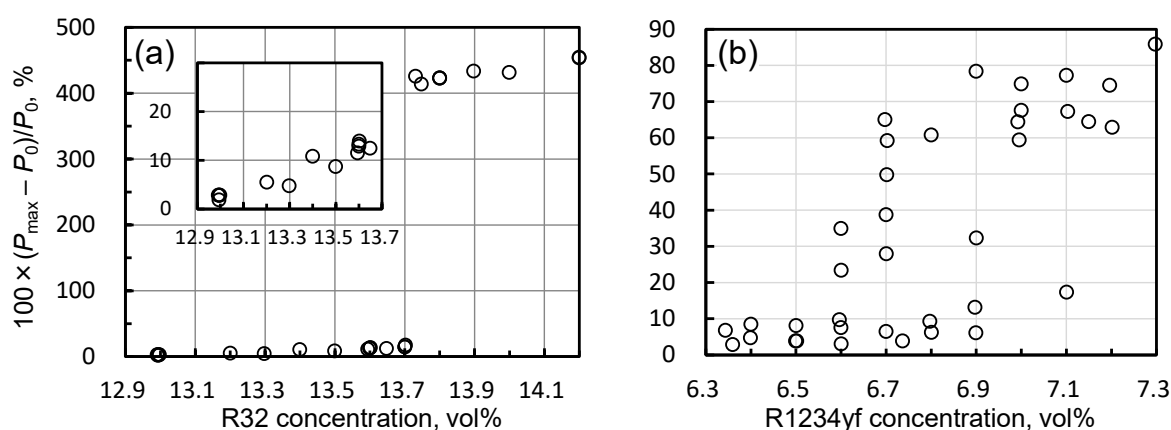 (a)
500
400
300
200
100
0
20
10
0
12.9 13.1 13.3 13.5 13.7
12.9 13.1 13.3 13.5 13.7 13.9 14.1
R32 concentration, vol%
100 × (Pmax – P0)/P0, %
(b)
90
80
70
60
50
40
30
20
10
0
6.3 6.5 6.7 6.9 7.1 7.3
R1234yf concentration, vol%